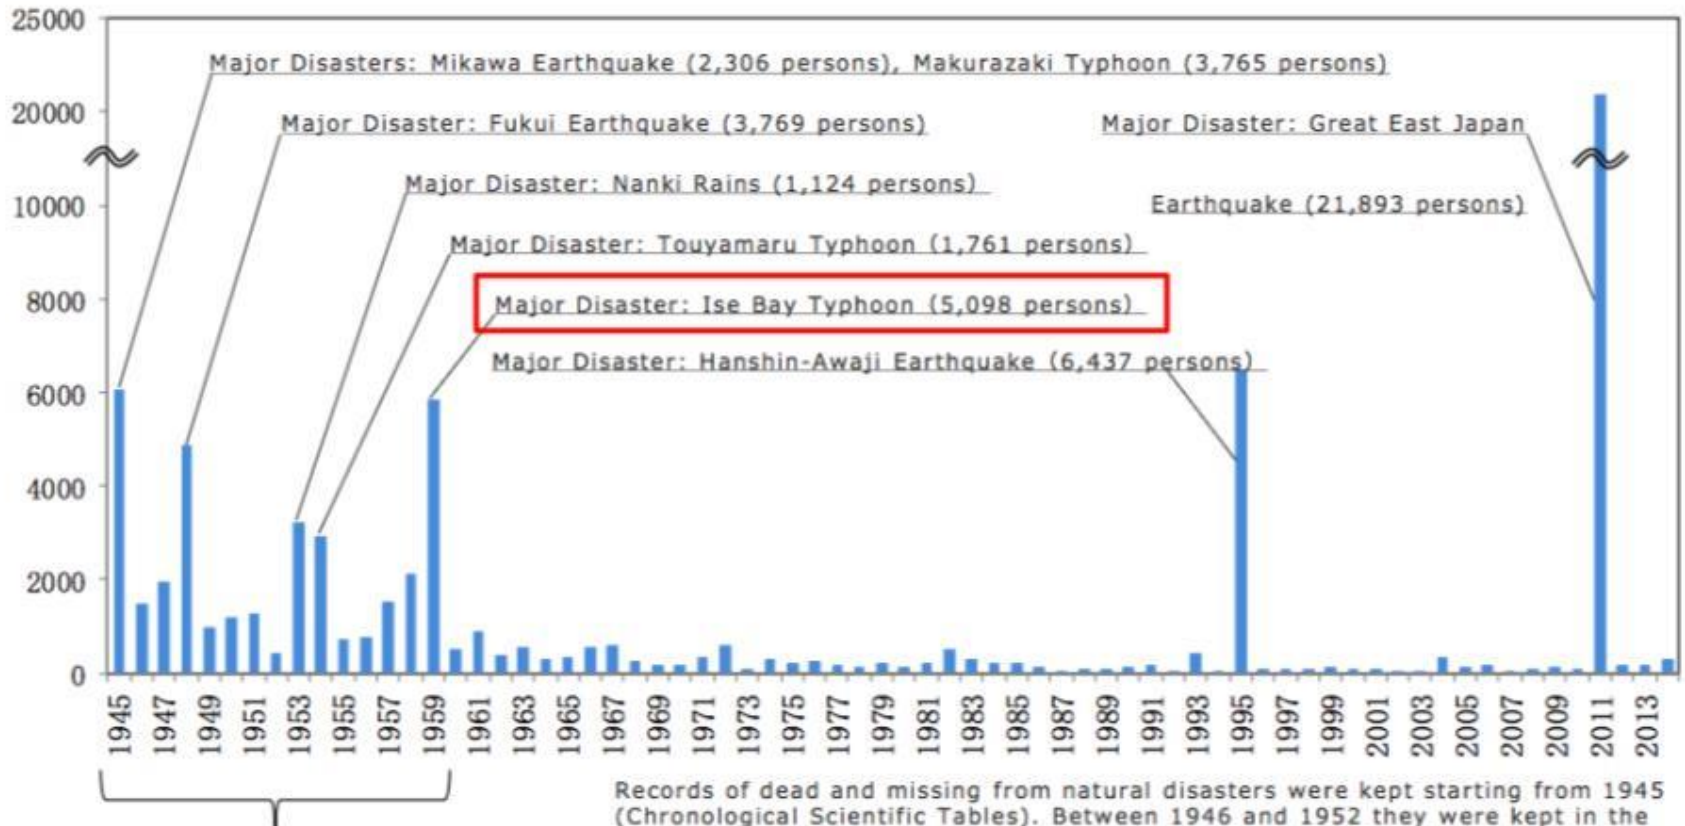 25000
Major Disasters: Mikawa Earthquake (2,306 persons), Makurazaki Typhoon (3,765 persons)
20000
Major Disaster: Fukui Earthquake (3,769 persons)
Major Disaster: Great East Japan
Major Disaster: Nanki Rains (1,124 persons)
10000
Earthquake (21,893 persons)
Major Disaster: Touyamaru Typhoon (1,761 persons)
8000
Major Disaster: Ise Bay Typhoon (5,098 persons)
Major Disaster: Hanshin-Awaji Earthquake (6,437 persons)
6000
4000
2000
0
1945 1947 1949 1951 1953 1955 1957 1959 1961 1963 1965 1967 1969 1971 1973 1975 1977 1979 1981 1983 1985 1987 1989 1991 1993 1995 1997 1999 2001 2003 2005 2007 2009 2011 2013
Records of dead and missing from natural disasters were kept starting from 1945
(Chronological Scientific Tables). Between 1946 and 1952 they were kept in the